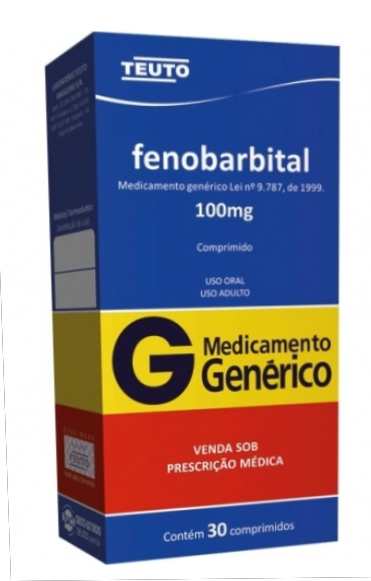 TEUTO
fenobarbital
Medicamento genérico Lei nº 9.787, de 1999.
100mg
Comprimido
USO ORAL
USO ADULTO
G Medicamento
Genérico
VENDA SOB
PRESCRIÇÃO MÉDICA
Contém 30 comprimidos